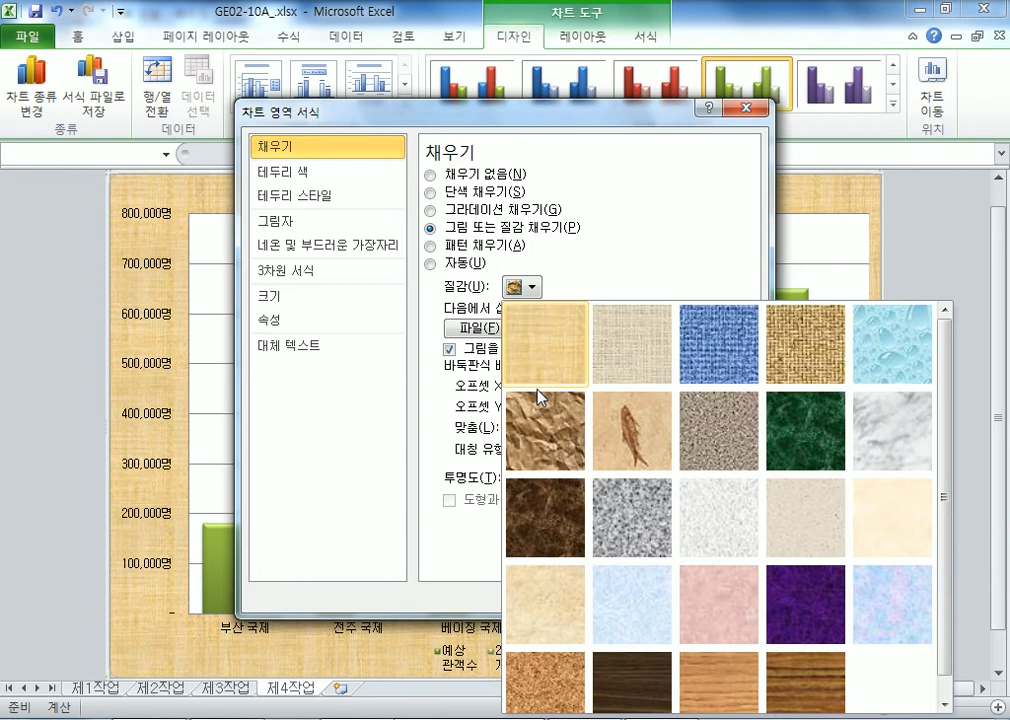 GE02-10A_.xlsx - Microsoft Excel
차트 도구
파일
홈
삽입
페이지 레이아웃
수식
데이터
검토
보기
디자인
레이아웃
서식
차트 종류
변경
서식 파일로
저장
종류
행/열
전환
데이터
선택
데이터
차트
이동
위치
차트 영역 서식
채우기
테두리 색
테두리 스타일
그림자
네온 및 부드러운 가장자리
3차원 서식
크기
속성
대체 텍스트
채우기
채우기 없음(N)
단색 채우기(S)
그라데이션 채우기(G)
그림 또는 질감 채우기(P)
패턴 채우기(A)
자동(U)
질감(U):
다음에서
파일(F)
그림을
바둑판식
오프셋 X
오프셋 Y
맞춤(L):
대칭 유형
투명도(T):
도형과
800,000명
700,000명
600,000명
500,000명
400,000명
300,000명
200,000명
100,000명
-
부산 국제
전주 국제
베이징 국제
예상
관객수
제1작업
제2작업
제3작업
제4작업
준비
계산